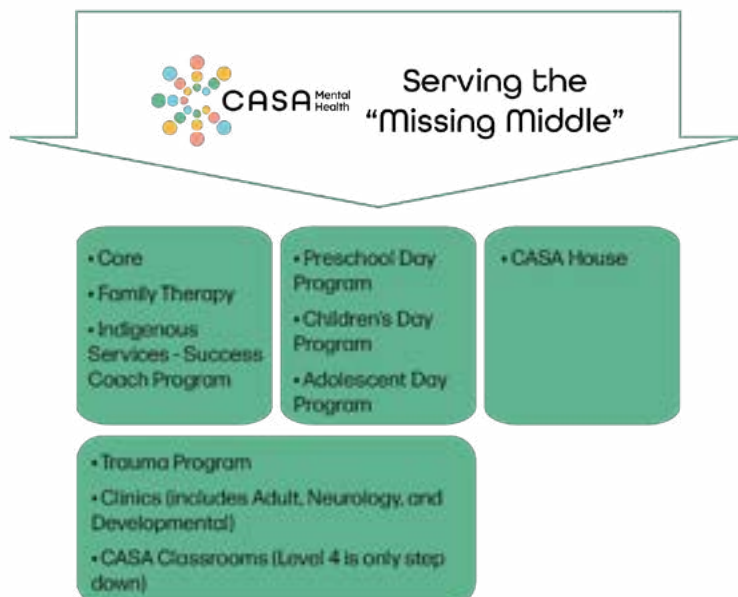 CASA Mental
Health
Serving the
"Missing Middle"
• Core
• Family Therapy
• Indigenous
Services - Success
Coach Program
• Preschool Day
Program
• Children's Day
Program
• Adolescent Day
Program
• CASA House
• Trauma Program
• Clinics (includes Adult, Neurology, and
Developmental)
• CASA Classrooms (Level 4 is only step
down)